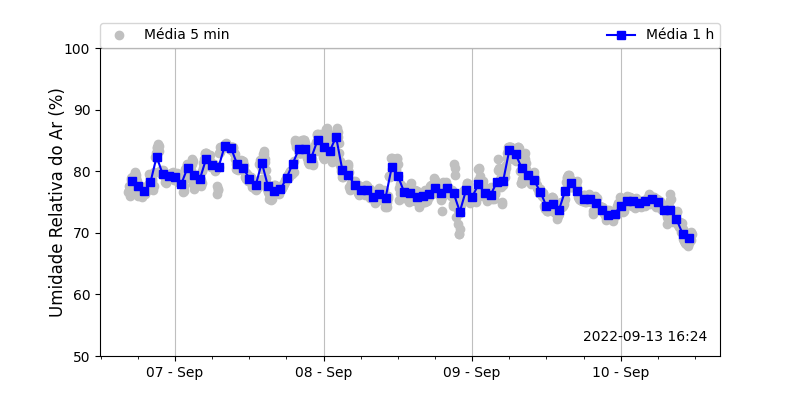 Média 5 min
Média 1 h
Umidade Relativa do Ar (%)
100
90
80
70
60
50
2022-09-13 16:24
07 - Sep
08 - Sep
09 - Sep
10 - Sep